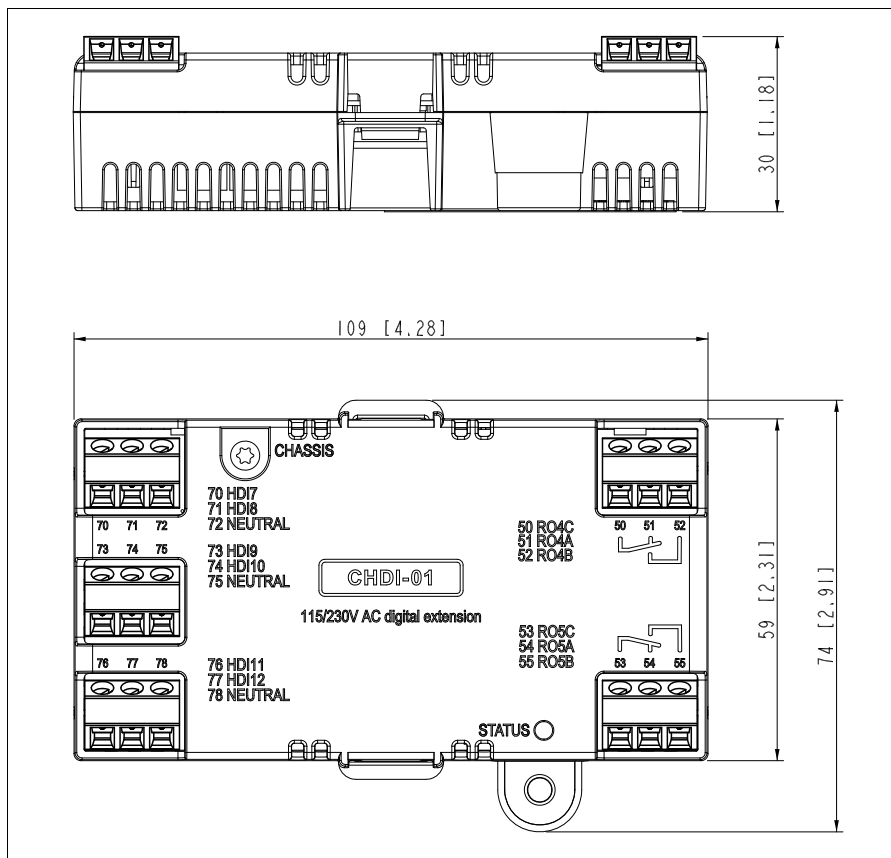 30 [1.18]
109 [4.28]
CHASSIS
70 HDI7
71 HDI8
72 NEUTRAL
70 71 72
73 74 75
73 HDI9
74 HDI10
75 NEUTRAL
50 RO4C
51 RO4A
52 RO4B
50 51 52
CHDI-01
115/230V AC digital extension
53 RO5C
54 RO5A
55 RO5B
53 54 55
76 77 78
76 HDI11
77 HDI12
78 NEUTRAL
STATUS
59 [2.31]
74 [2.91]